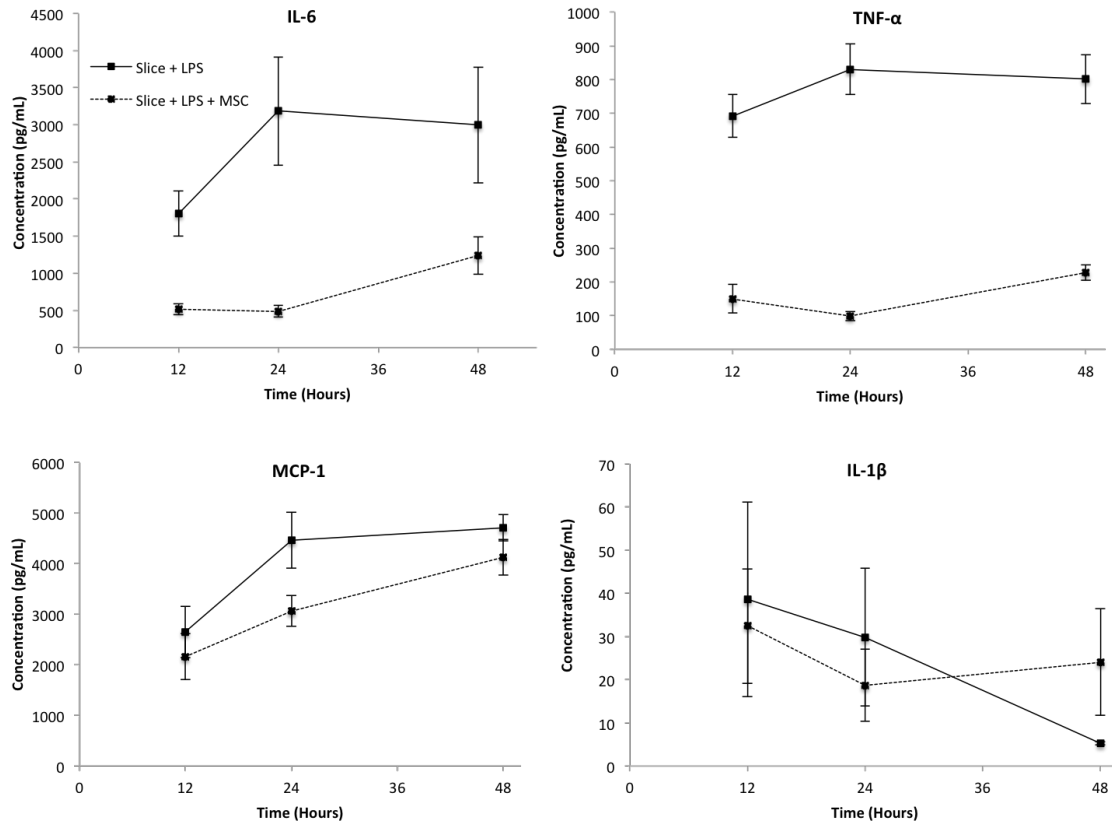 IL-6
4500
4000
3500
3000
2500
2000
1500
1000
500
0
Concentration (pg/mL)
Slice + LPS
Slice + LPS + MSC
0 12 24 36 48
Time (Hours)
TNF-α
1000
900
800
700
600
500
400
300
200
100
0
Concentration (pg/mL)
0 12 24 36 48
Time (Hours)
MCP-1
6000
5000
4000
3000
2000
1000
0
Concentration (pg/mL)
0 12 24 36 48
Time (Hours)
IL-1β
70
60
50
40
30
20
10
0
Concentration (pg/mL)
0 12 24 36 48
Time (Hours)